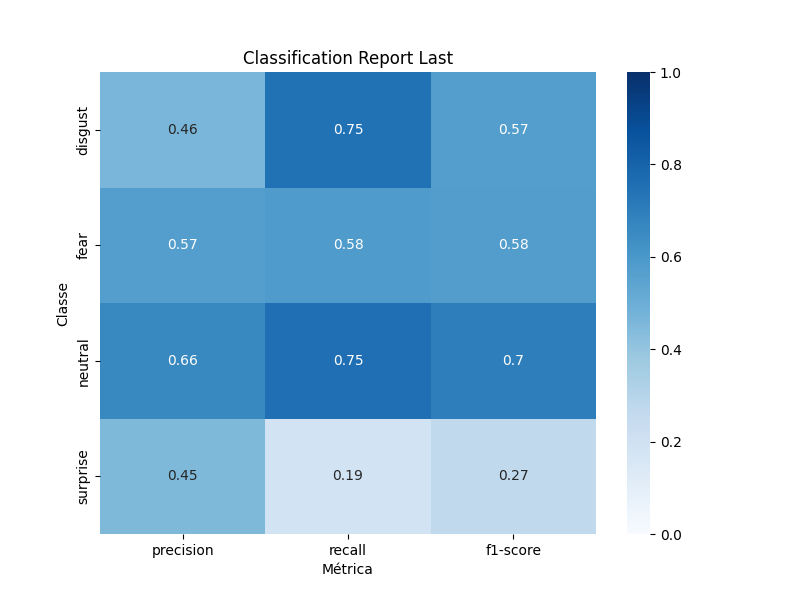 Classification Report Last
Classe
disgust 0.46 0.75 0.57
fear 0.57 0.58 0.58
neutral 0.66 0.75 0.7
surprise 0.45 0.19 0.27
precision recall f1-score
Métrica
1.0
0.8
0.6
0.4
0.2
0.0